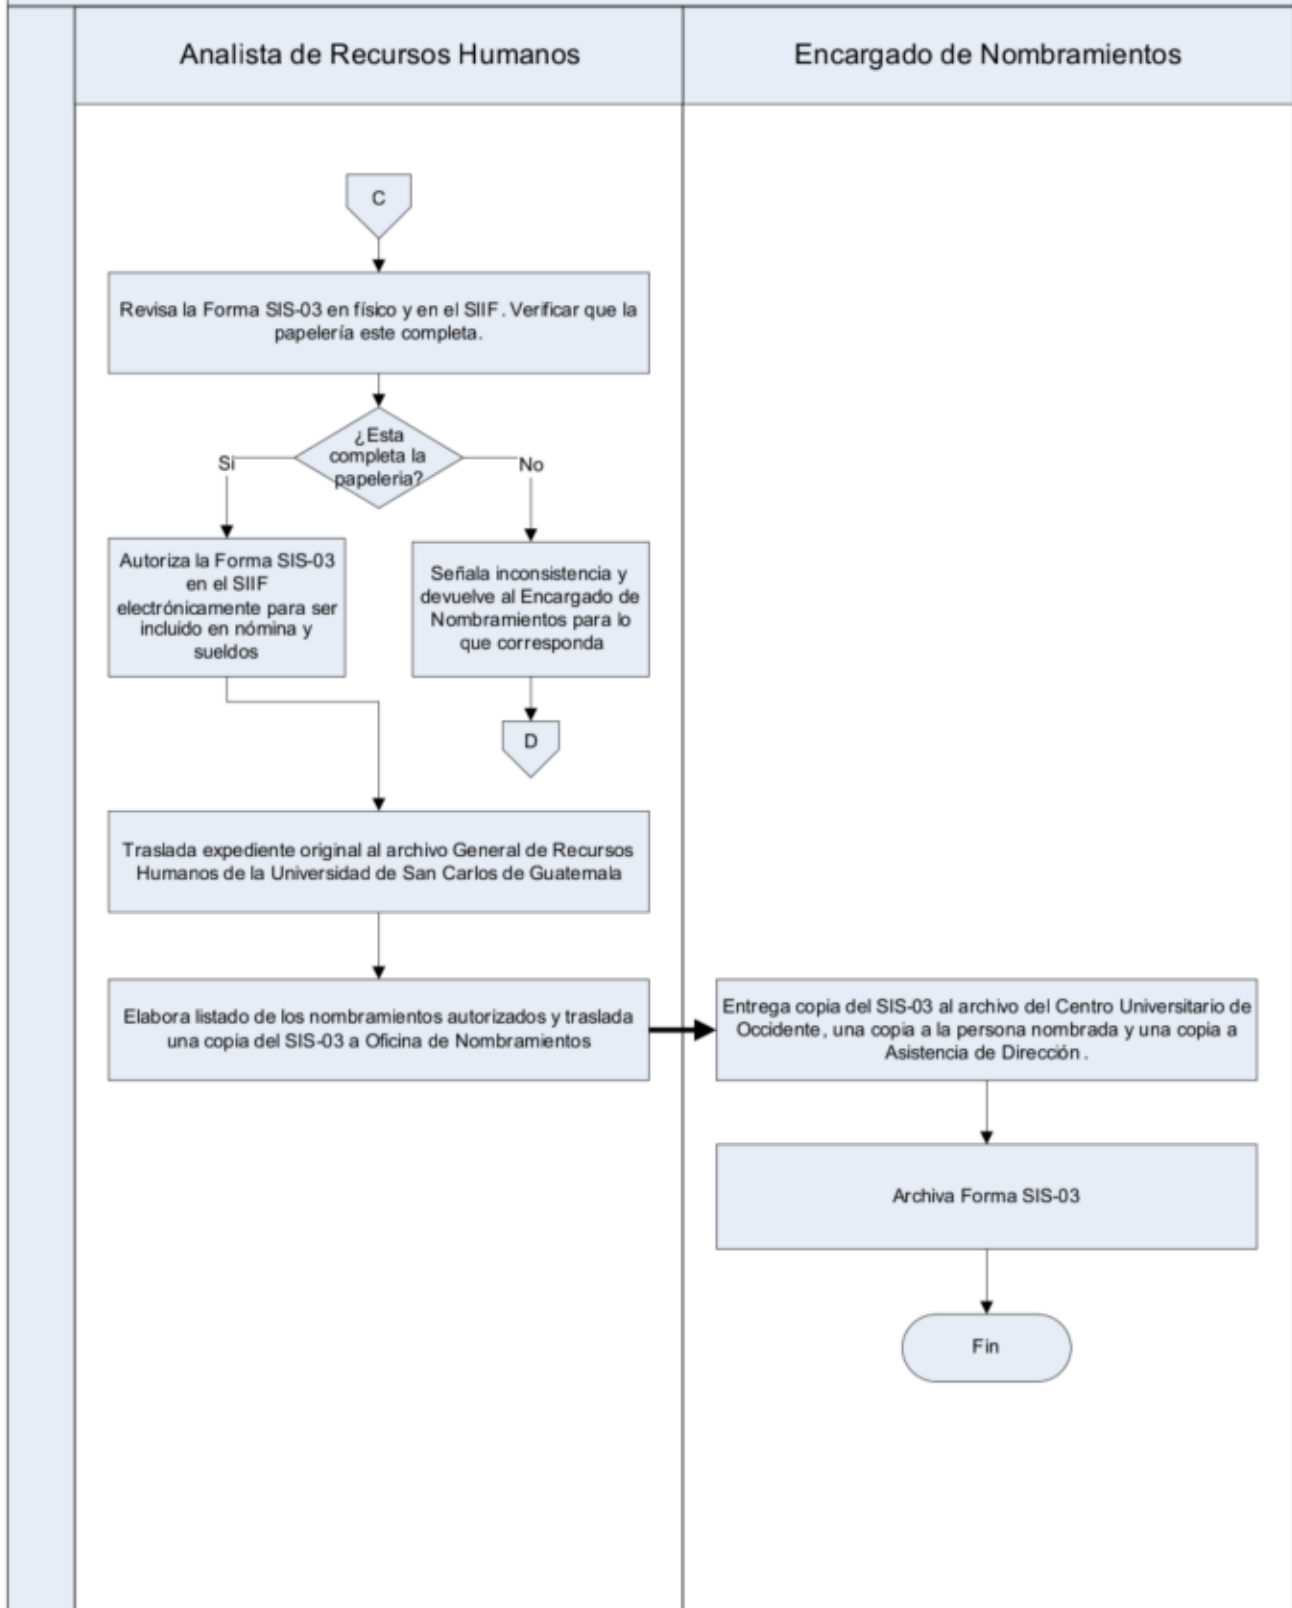 Analista de Recursos Humanos
Encargado de Nombramientos
C
Revisa la Forma SIS-03 en físico y en el SIIF. Verificar que la
papelería este completa.
¿Esta
completa la
papeleria?
Si
No
Autoriza la Forma SIS-03
en el SIIF
electrónicamente para ser
incluido en nómina y
sueldos
Señala inconsistencia y
devuelve al Encargado de
Nombramientos para lo
que corresponda
D
Traslada expediente original al archivo General de Recursos
Humanos de la Universidad de San Carlos de Guatemala
Elabora listado de los nombramientos autorizados y traslada
una copia del SIS-03 a Oficina de Nombramientos
Entrega copia del SIS-03 al archivo del Centro Universitario de
Occidente, una copia a la persona nombrada y una copia a
Asistencia de Dirección.
Archiva Forma SIS-03
Fin